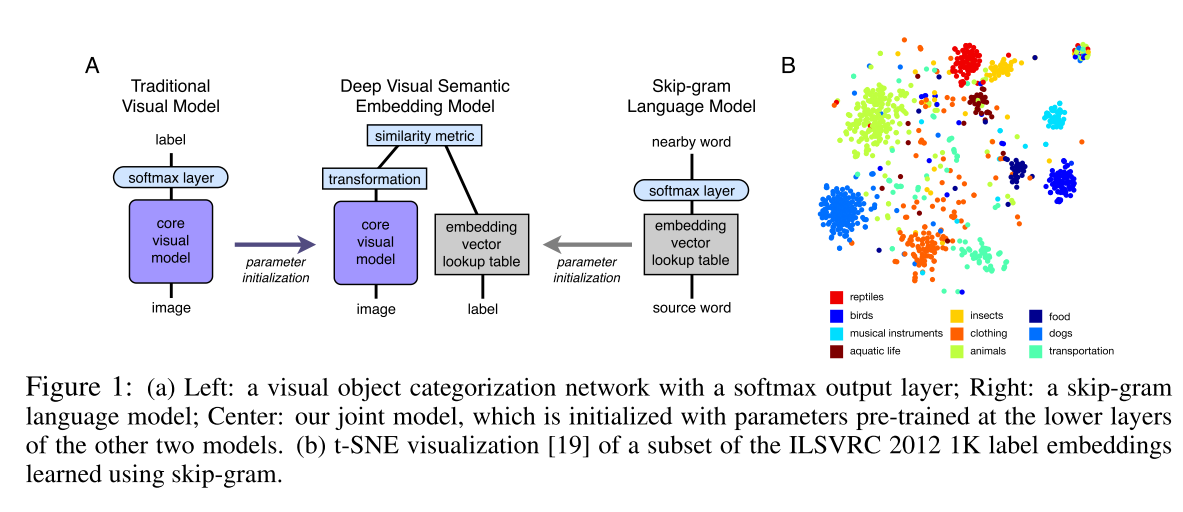 A
Traditional
Visual Model
label
softmax layer
core
visual
model
image
parameter
initialization
Deep Visual Semantic
Embedding Model
similarity metric
transformation
core
visual
model
image
embedding
vector
lookup table
label
parameter
initialization
Skip-gram
Language Model
nearby word
softmax layer
embedding
vector
lookup table
source word
B
reptiles
birds
musical instruments
aquatic life
insects
clothing
animals
food
dogs
transportation
Figure 1: (a) Left: a visual object categorization network with a softmax output layer; Right: a skip-gram
language model; Center: our joint model, which is initialized with parameters pre-trained at the lower layers
of the other two models. (b) t-SNE visualization [19] of a subset of the ILSVRC 2012 1K label embeddings
learned using skip-gram.